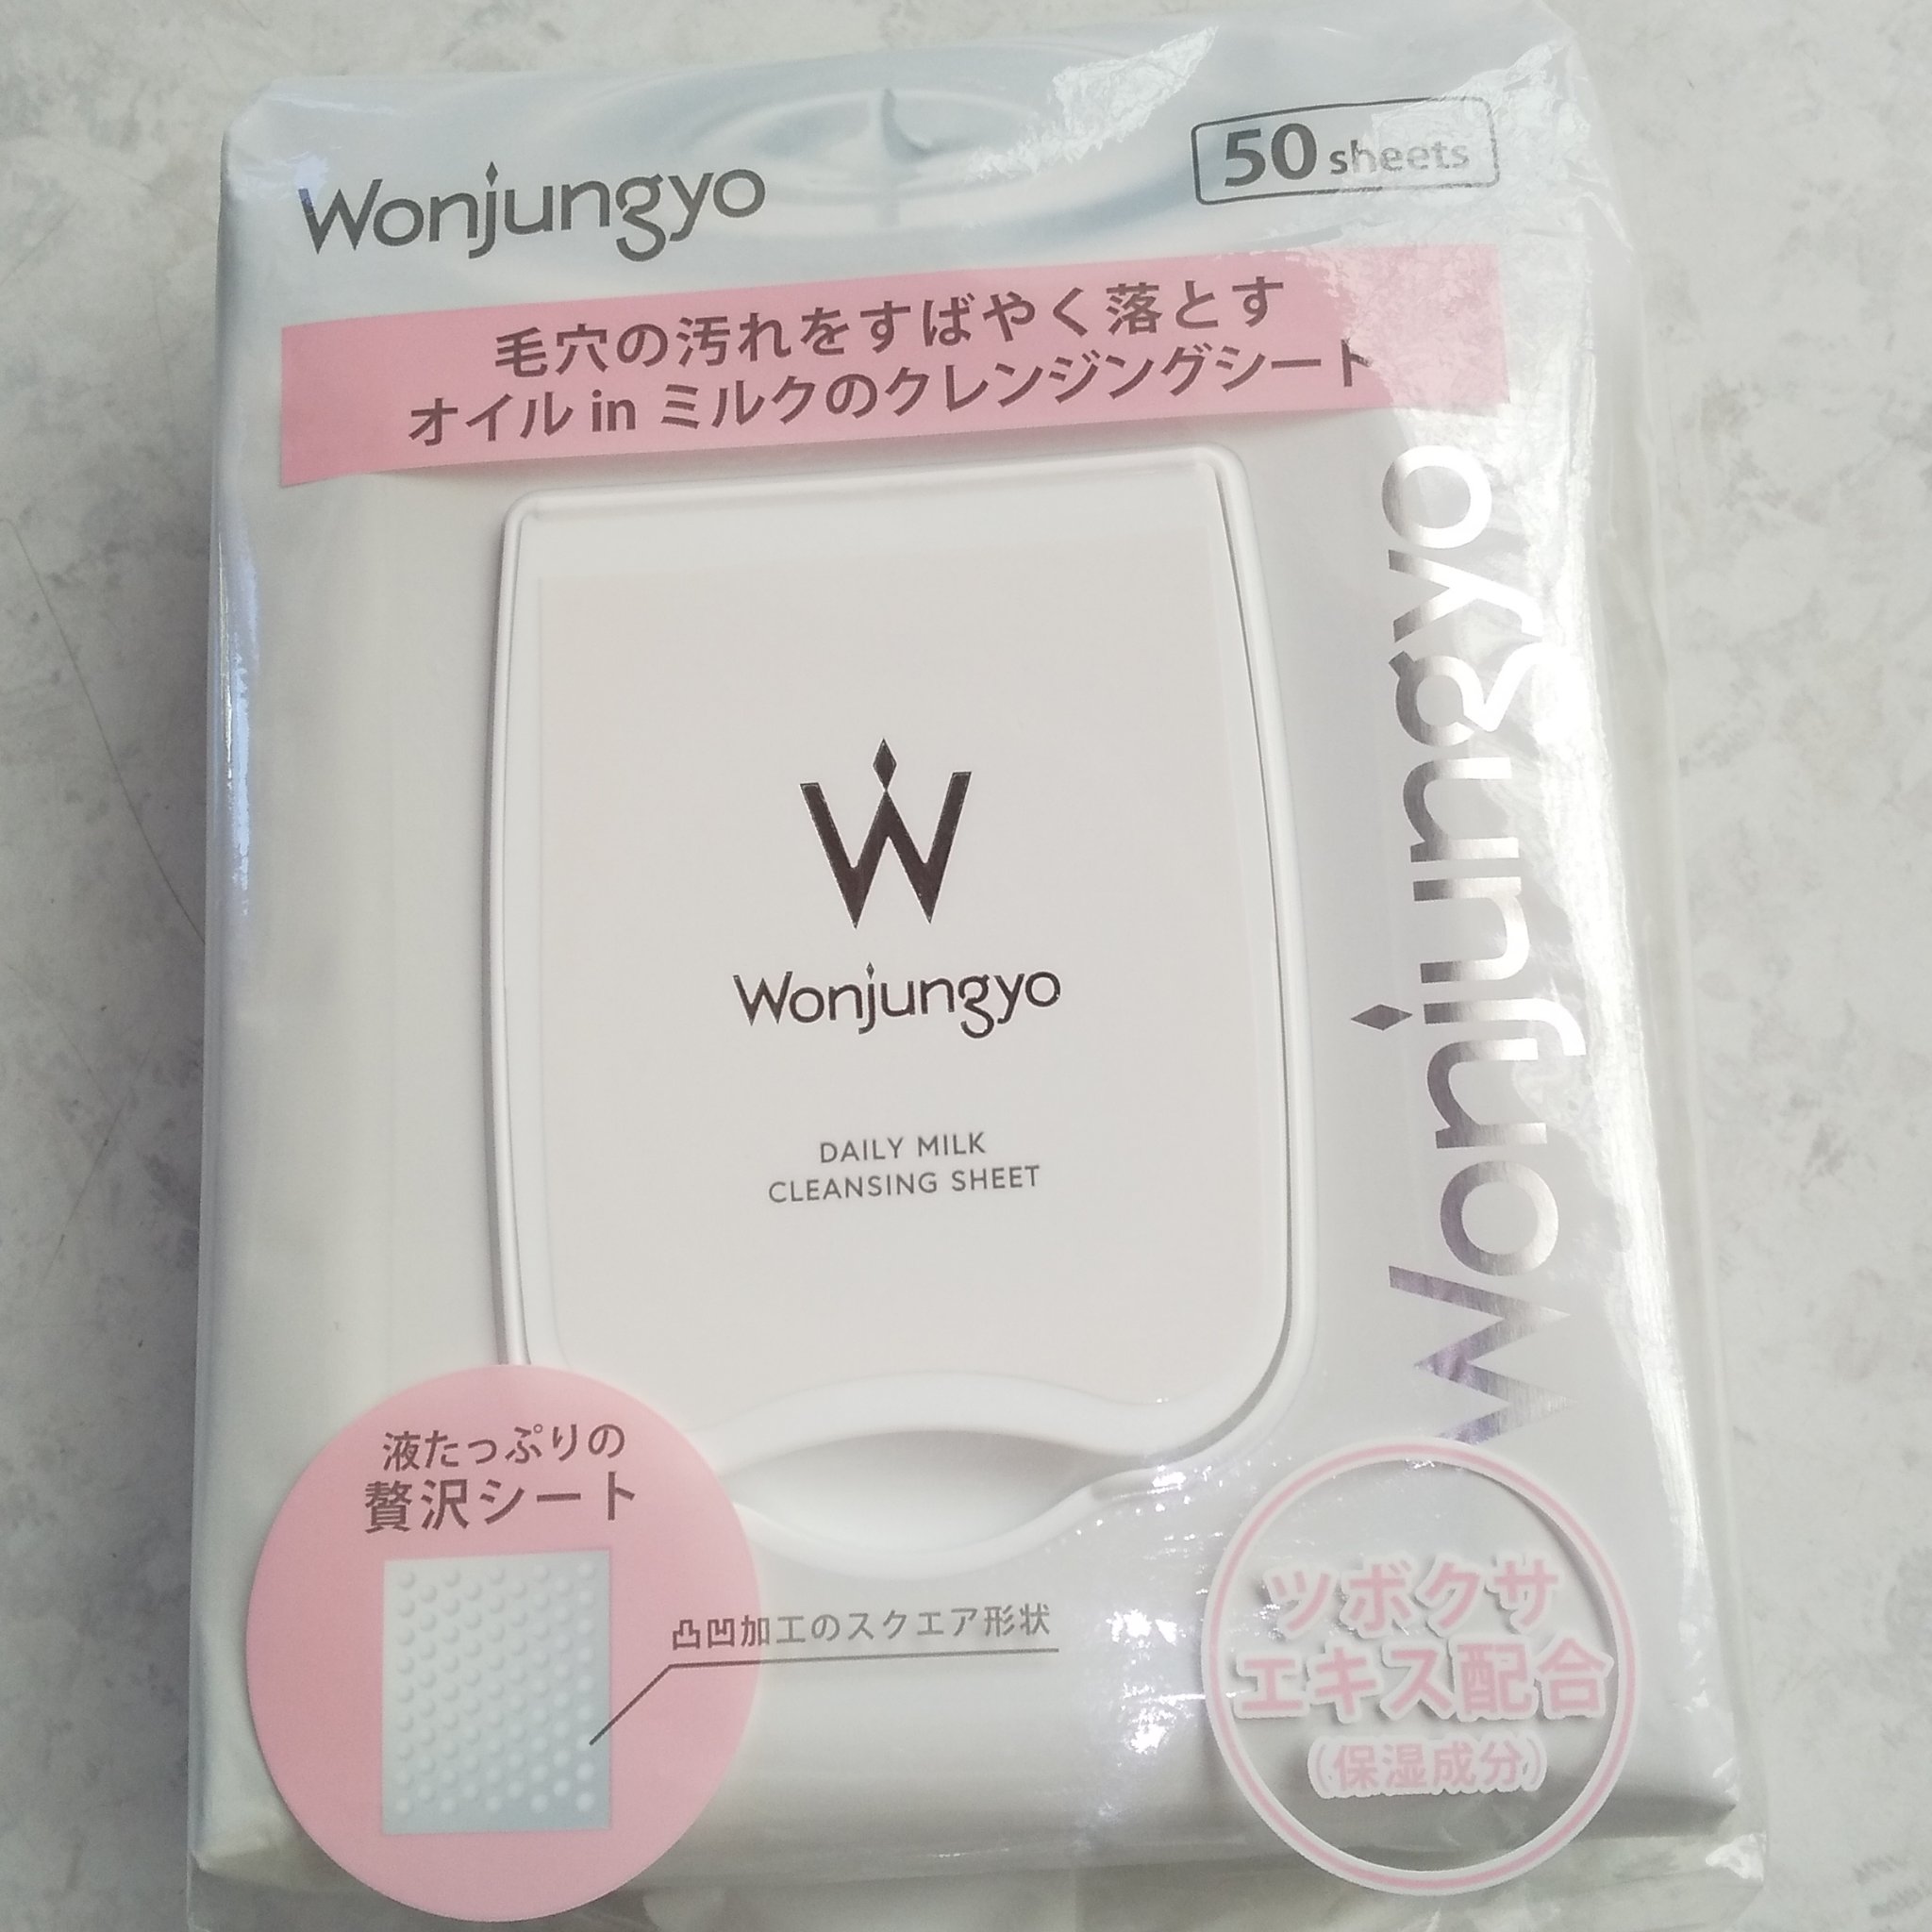 Wonjungyo
50 sheets
毛穴の汚れをすばやく落とす
オイル in ミルクのクレンジングシート
W
Wonjungyo
DAILY MILK
CLEANSING SHEET
Wonjungyo
液たっぷりの
贅沢シート
凸凹加工のスクエア形状
ツボクサ
エキス配合
(保湿成分)